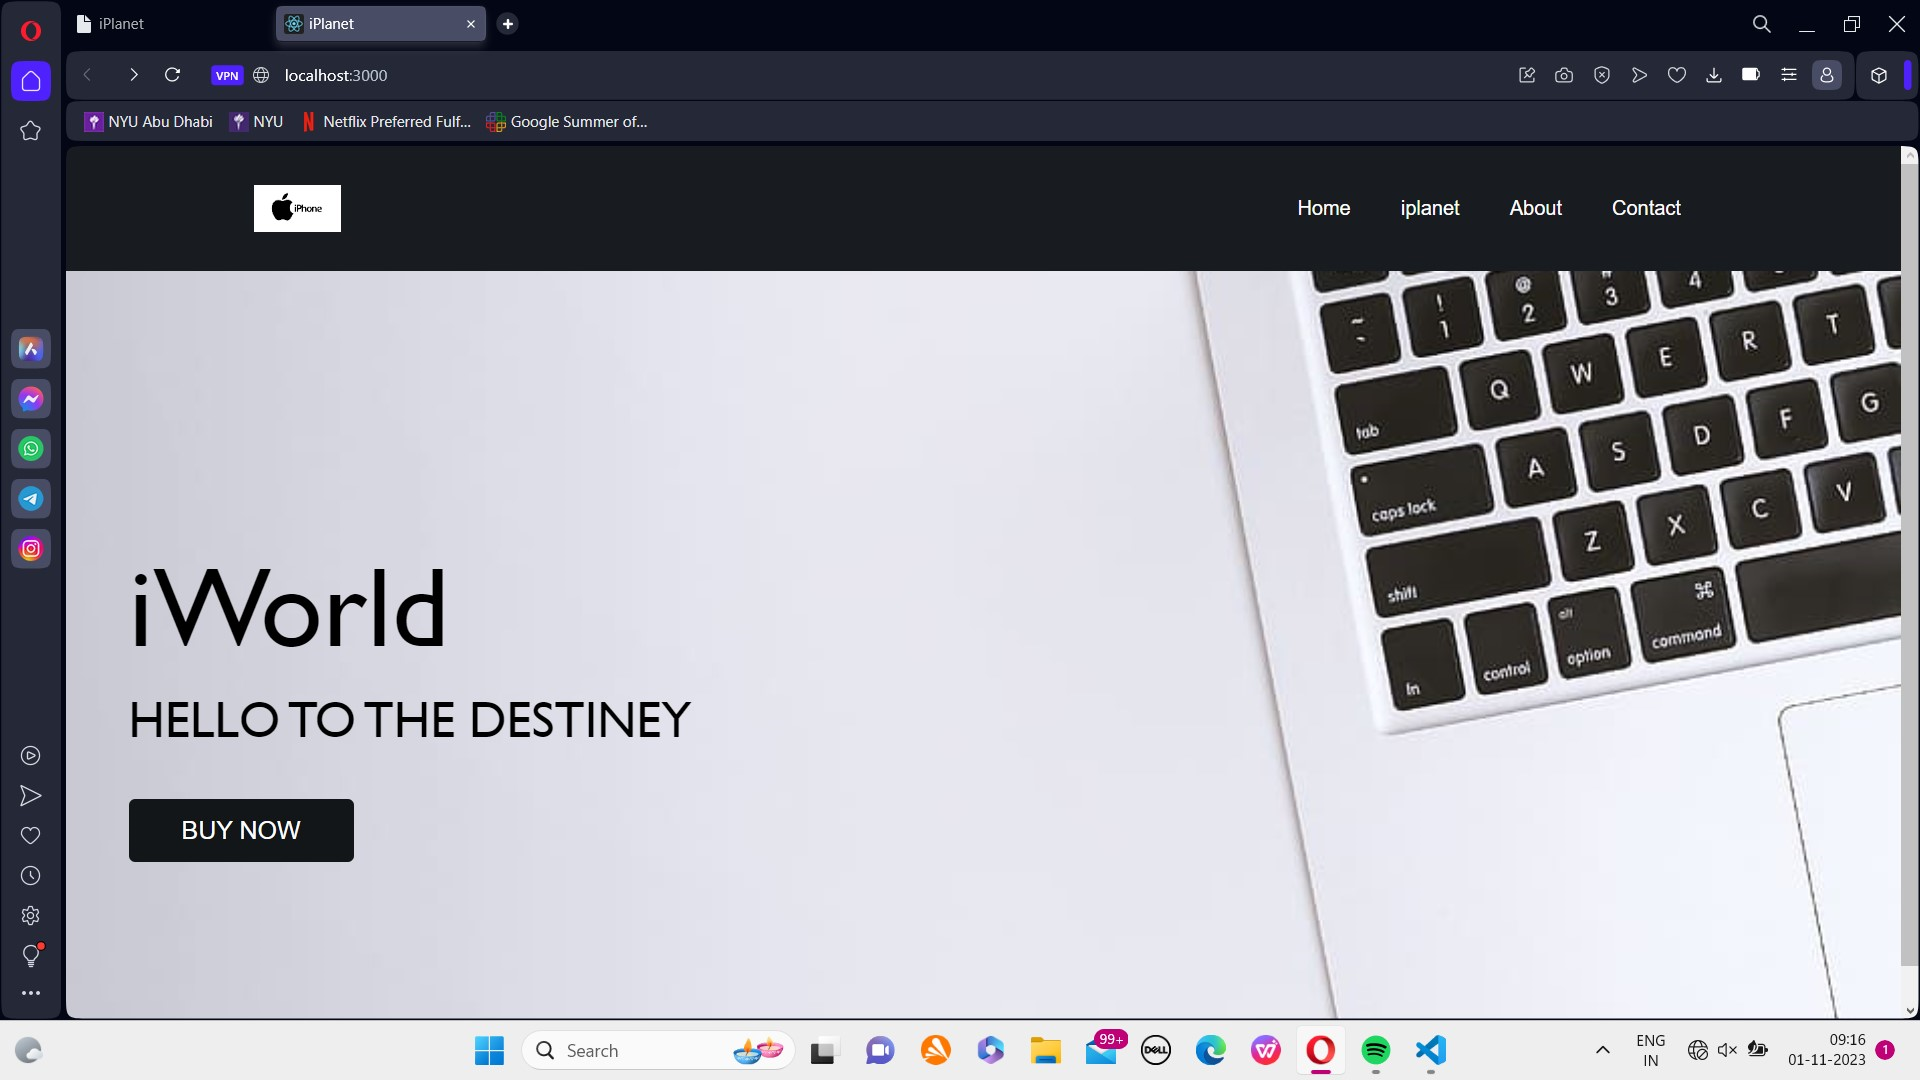 iPlanet
iPlanet
VPN
localhost:3000
NYU Abu Dhabi
NYU
Netflix Preferred Fulf...
Google Summer of...
iPhone
Home
iplanet
About
Contact
~
`
!
1
@
2
#
3
4
tab
Q
W
E
R
T
caps lock
A
S
D
F
G
shift
Z
X
C
V
fn
control
alt
option
⌘
command
iWorld
HELLO TO THE DESTINEY
BUY NOW
Search
99+
DELL
ENG
IN
09:16
01-11-2023
1